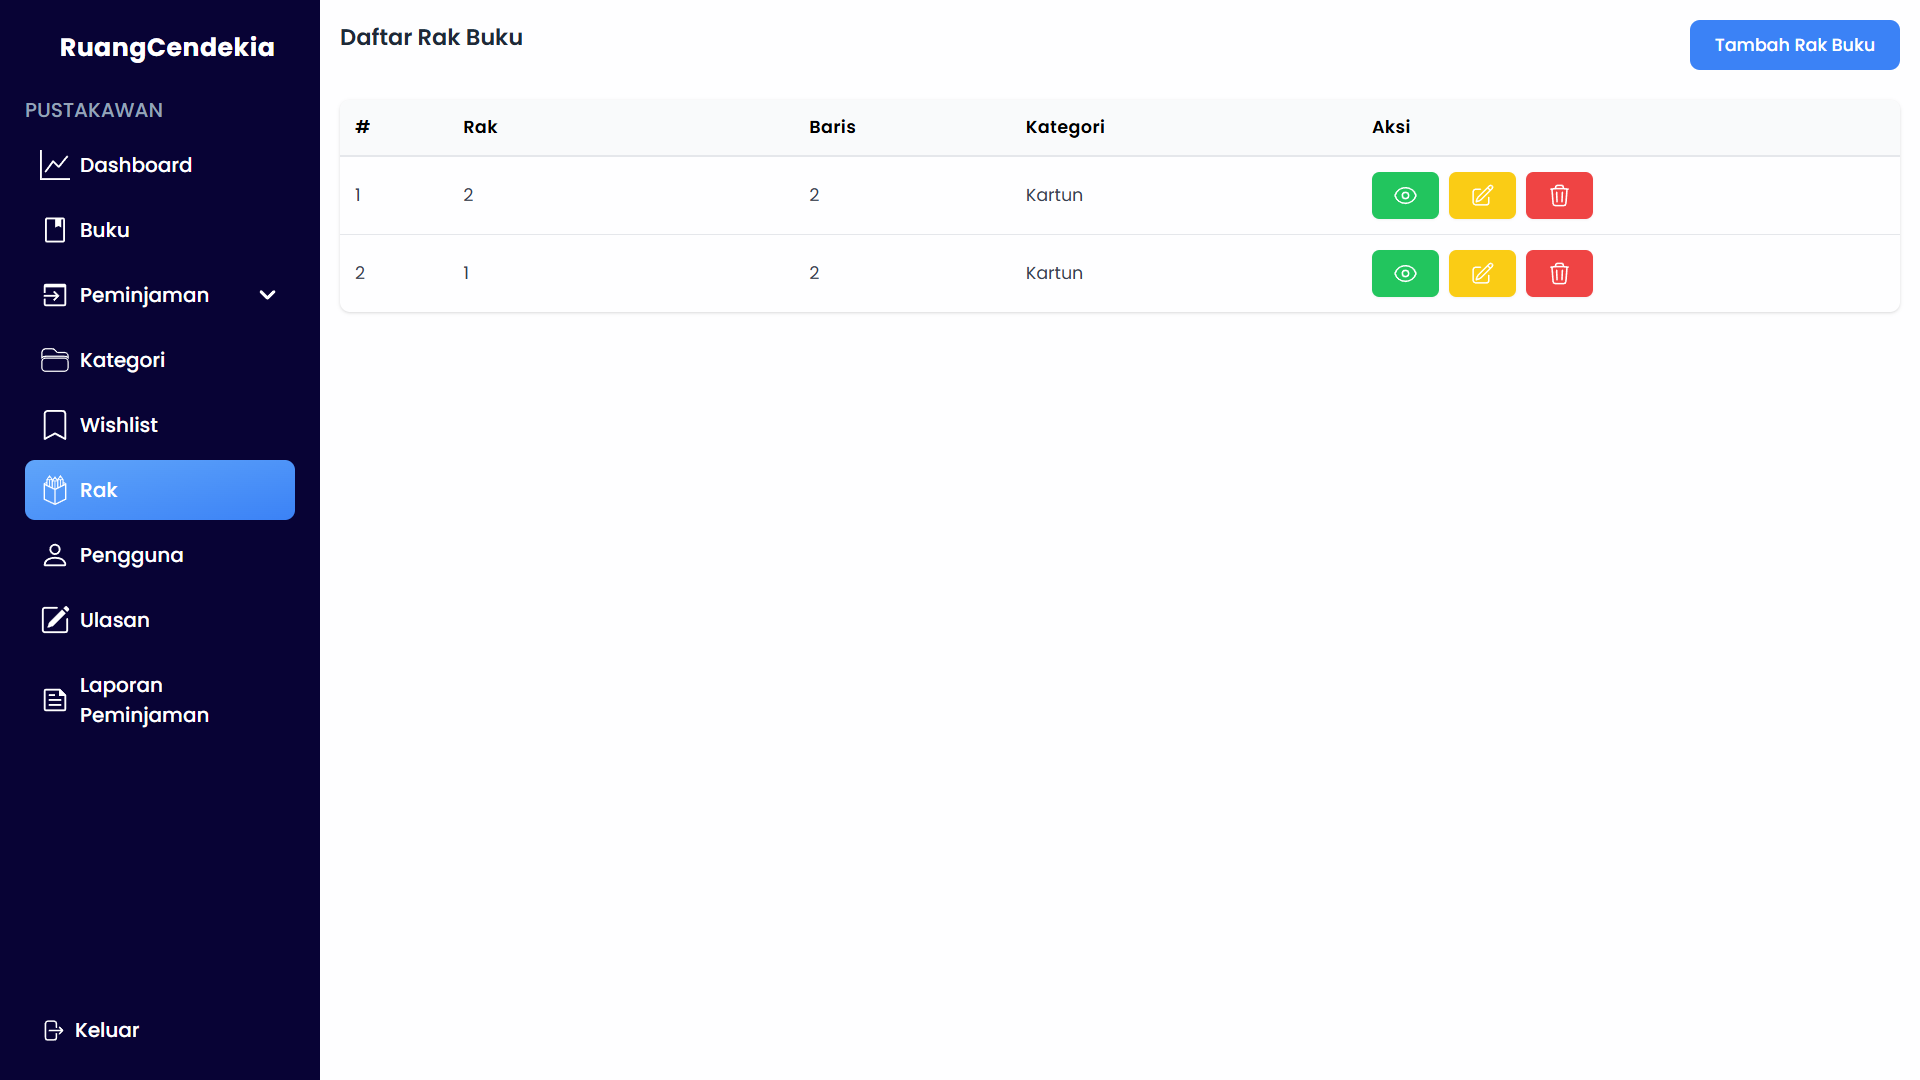 RuangCendekia
PUSTAKAWAN
Dashboard
Buku
Peminjaman
Kategori
Wishlist
Rak
Pengguna
Ulasan
Laporan
Peminjaman
Keluar
Daftar Rak Buku
Tambah Rak Buku
# Rak Baris Kategori Aksi
1 2 2 Kartun
2 1 2 Kartun